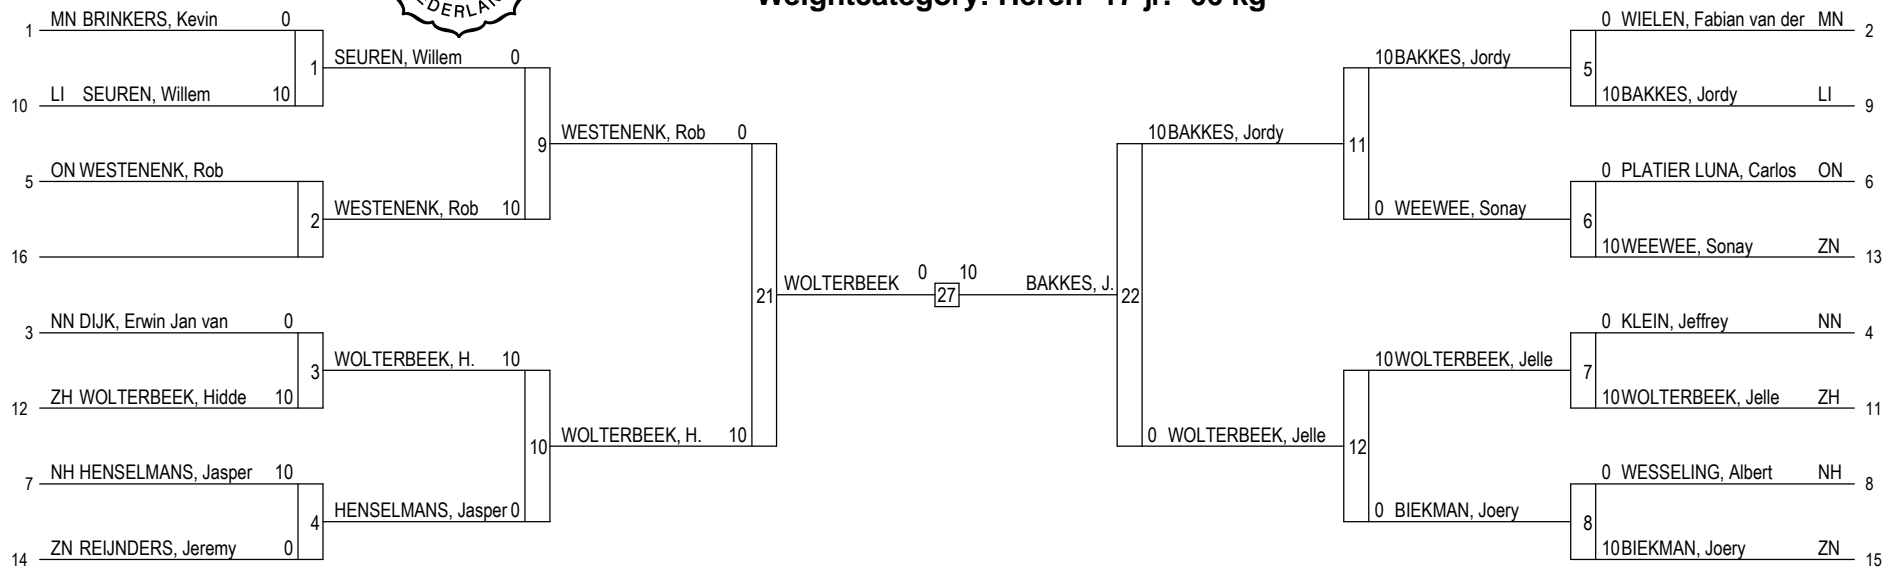 MN BRINKERS, Kevin 0
1
LI SEUREN, Willem 10
10
1
SEUREN, Willem 0
ON WESTENENK, Rob
5
16
2
WESTENENK, Rob 10
9
WESTENENK, Rob 0
NN DIJK, Erwin Jan van 0
3
ZH WOLTERBEEK, Hidde 10
12
3
WOLTERBEEK, H. 10
NH HENSELMANS, Jasper 10
7
ZN REIJNDERS, Jeremy 0
14
4
HENSELMANS, Jasper 0
10
WOLTERBEEK, H. 10
21
WOLTERBEEK 0
27
10 BAKKES, J.
22
10 BAKKES, Jordy
0 WOLTERBEEK, Jelle
11
10 BAKKES, Jordy
0 WEEWEE, Sonay
12
10 WOLTERBEEK, Jelle
0 BIEKMAN, Joery
5
0 WIELEN, Fabian van der MN
2
10 BAKKES, Jordy LI
9
6
0 PLATIER LUNA, Carlos ON
6
10 WEEWEE, Sonay ZN
13
7
0 KLEIN, Jeffrey NN
4
10 WOLTERBEEK, Jelle ZH
11
8
0 WESSELING, Albert NH
8
10 BIEKMAN, Joery ZN
15